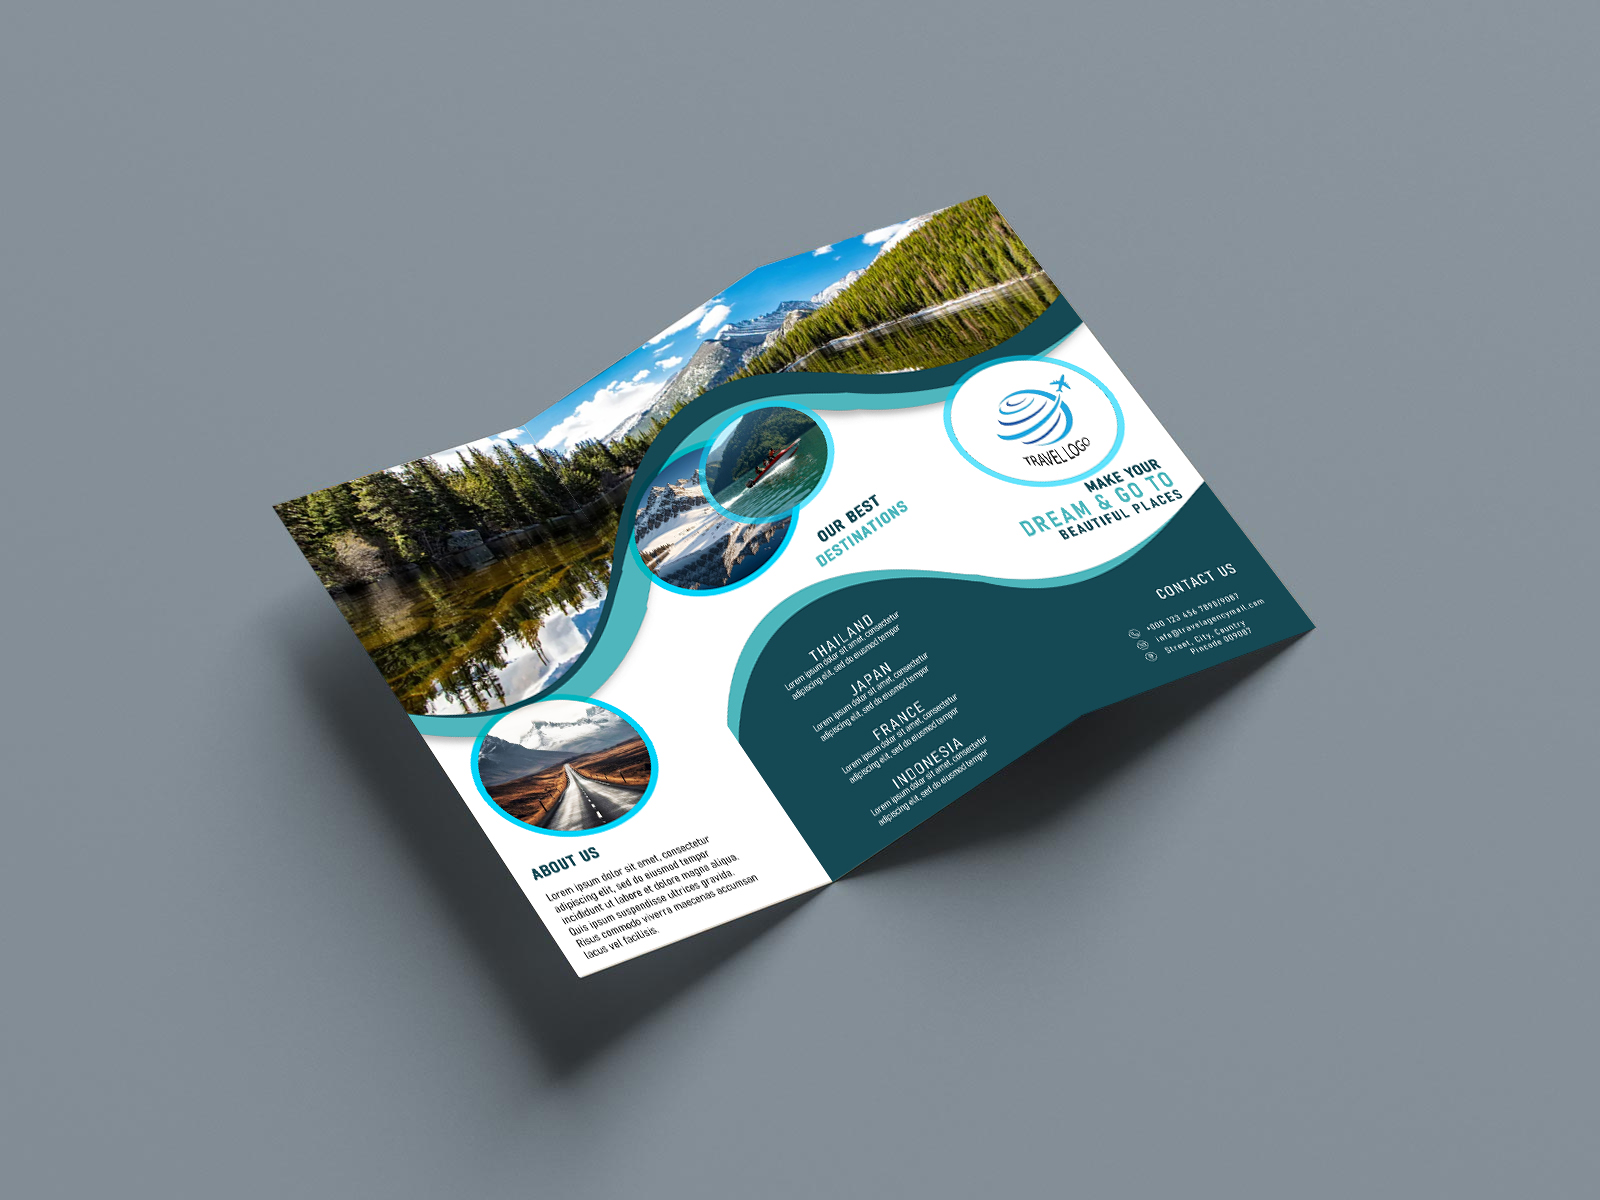 ABOUT US
Lorem ipsum dolor sit amet, consectetur
adipiscing elit, sed do eiusmod tempor
incididunt ut labore et dolore magna aliqua.
Quis ipsum suspendisse ultrices gravida.
Risus commodo viverra maecenas accumsan
lacus vel facilisis.
OUR BEST
DESTINATIONS
THAILAND
Lorem ipsum dolor sit amet, consectetur
adipiscing elit, sed do eiusmod tempor
JAPAN
Lorem ipsum dolor sit amet, consectetur
adipiscing elit, sed do eiusmod tempor
FRANCE
Lorem ipsum dolor sit amet, consectetur
adipiscing elit, sed do eiusmod tempor
INDONESIA
Lorem ipsum dolor sit amet, consectetur
adipiscing elit, sed do eiusmod tempor
TRAVEL LOGO
MAKE YOUR
DREAM & GO TO
BEAUTIFUL PLACES
CONTACT US
+000 123 456 7890/9087
info@travelagencymail.com
Street, City, Country
Pincode 009087